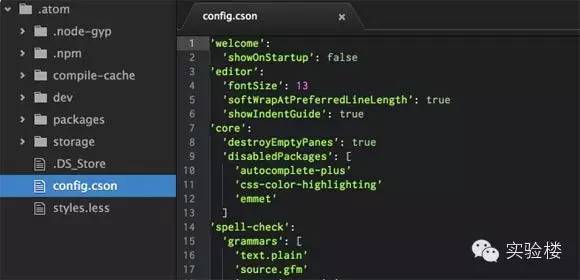 .atom
.node-gyp
.npm
compile-cache
dev
packages
storage
.DS_Store
config.cson
styles.less
config.cson ×
1 'welcome':
2 'showOnStartup': false
3 'editor':
4 'fontSize': 13
5 'softWrapAtPreferredLineLength': true
6 'showIndentGuide': true
7 'core':
8 'destroyEmptyPanes': true
9 'disabledPackages': [
10 'autocomplete-plus'
11 'css-color-highlighting'
12 'emmet'
13 ]
14 'spell-check':
15 'grammars': [
16 'text.plain'
17 'source.gfm'
实验楼